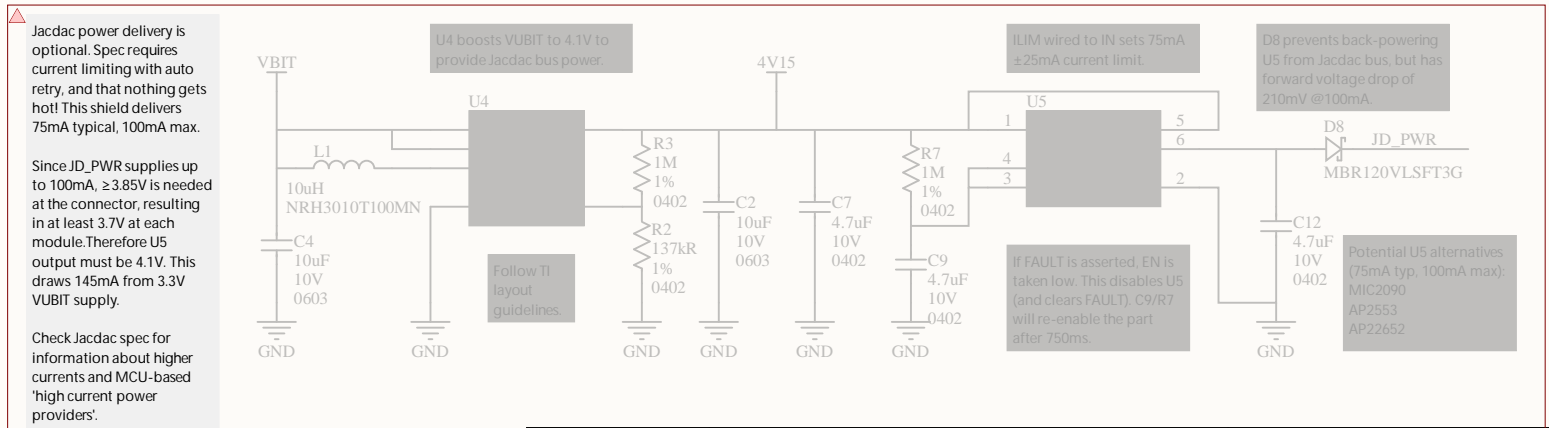 Jacdac power delivery is
optional. Spec requires
current limiting with auto
retry, and that nothing gets
hot! This shield delivers
75mA typical, 100mA max.
Since JD_PWR supplies up
to 100mA, ≥3.85V is needed
at the connector, resulting
in at least 3.7V at each
module.Therefore U5
output must be 4.1V. This
draws 145mA from 3.3V
VUBIT supply.
Check Jacdac spec for
information about higher
currents and MCU-based
'high current power
providers'.
VBIT
U4 boosts VUBIT to 4.1V to
provide Jacdac bus power.
U4
L1
10uH
NRH3010T100MN
C4
10uF
10V
0603
GND
GND
Follow TI
layout
guidelines.
4V15
R3
1M
1%
0402
R2
137kR
1%
0402
GND
C2
10uF
10V
0603
GND
C7
4.7uF
10V
0402
GND
R7
1M
1%
0402
C9
4.7uF
10V
0402
GND
ILIM wired to IN sets 75mA
±25mA current limit.
U5
1
4
3
5
6
2
If FAULT is asserted, EN is
taken low. This disables U5
(and clears FAULT). C9/R7
will re-enable the part
after 750ms.
D8 prevents back-powering
U5 from Jacdac bus, but has
forward voltage drop of
210mV @100mA.
D8
JD_PWR
MBR120VLSFT3G
C12
4.7uF
10V
0402
GND
Potential U5 alternatives
(75mA typ, 100mA max):
MIC2090
AP2553
AP22652